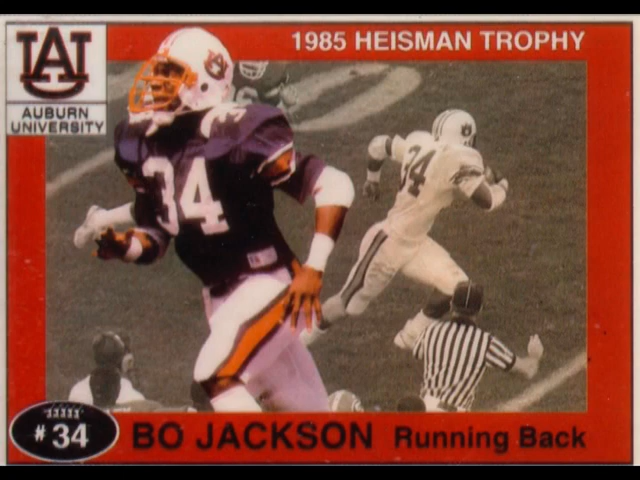 1985 HEISMAN TROPHY
AU
AUBURN
UNIVERSITY
34
34
#34
BO JACKSON Running Back